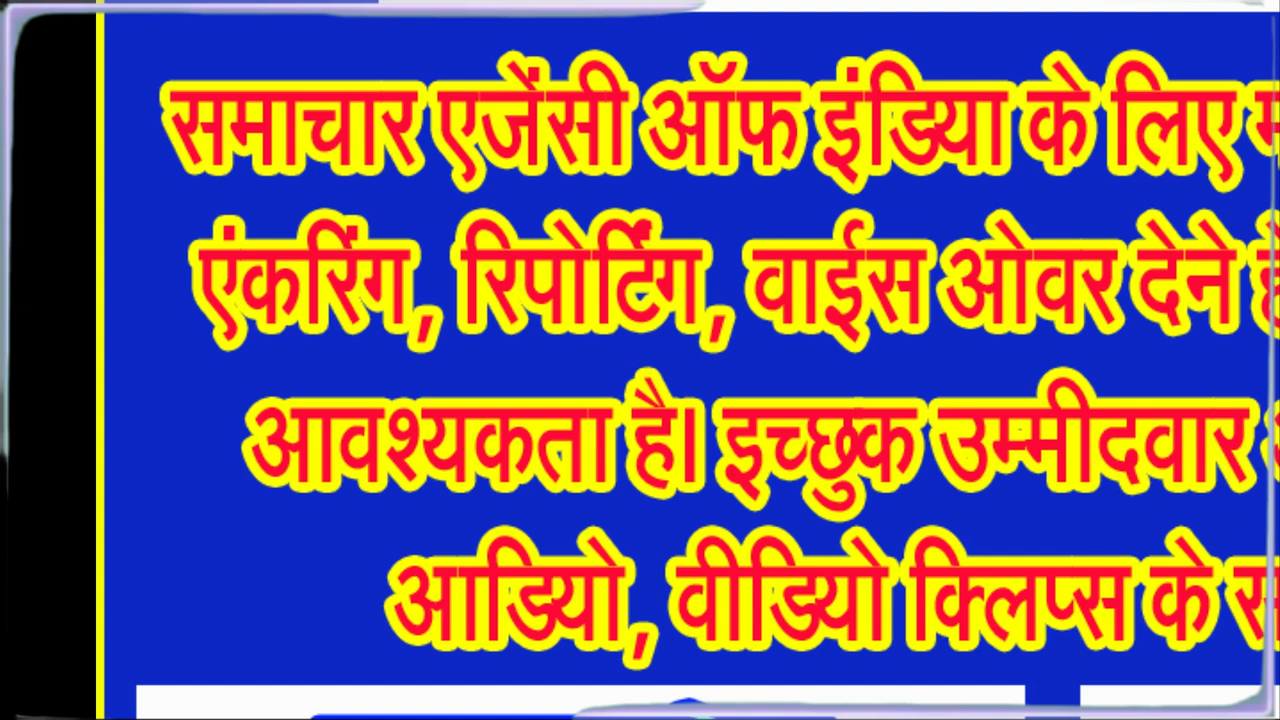 समाचार एजेंसी ऑफ इंडिया के लिए
एंकरिंग, रिपोर्टिंग, वाईस ओवर देने
आवश्यकता है। इच्छुक उम्मीदवार
आडियो, वीडियो क्लिप्स के